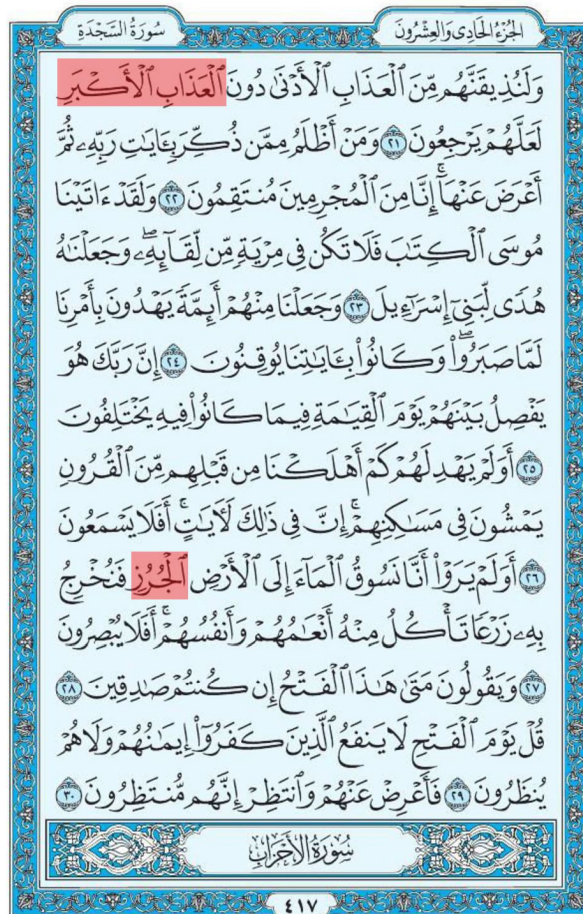 الجُزْءُ الحَادِى وَالعِشْرُونَ
سُورَةُ السَّجْدَةِ
وَلَنُذِيقَنَّهُم مِّنَ ٱلْعَذَابِ ٱلْأَدْنَىٰ دُونَ ٱلْعَذَابِ ٱلْأَكْبَرِ
لَعَلَّهُمْ يَرْجِعُونَ ٢١ وَمَنْ أَظْلَمُ مِمَّن ذُكِّرَ بِـَٔايَٰتِ رَبِّهِۦ ثُمَّ
أَعْرَضَ عَنْهَآ ۚ إِنَّا مِنَ ٱلْمُجْرِمِينَ مُنتَقِمُونَ ٢٢ وَلَقَدْ ءَاتَيْنَا
مُوسَى ٱلْكِتَٰبَ فَلَا تَكُن فِى مِرْيَةٍ مِّن لِّقَآئِهِۦ ۖ وَجَعَلْنَٰهُ
هُدًى لِّبَنِىٓ إِسْرَٰٓءِيلَ ٢٣ وَجَعَلْنَا مِنْهُمْ أَئِمَّةً يَهْدُونَ بِأَمْرِنَا
لَمَّا صَبَرُوا۟ ۖ وَكَانُوا۟ بِـَٔايَٰتِنَا يُوقِنُونَ ٢٤ إِنَّ رَبَّكَ هُوَ
يَفْصِلُ بَيْنَهُمْ يَوْمَ ٱلْقِيَٰمَةِ فِيمَا كَانُوا۟ فِيهِ يَخْتَلِفُونَ
٢٥ أَوَلَمْ يَهْدِ لَهُمْ كَمْ أَهْلَكْنَا مِن قَبْلِهِم مِّنَ ٱلْقُرُونِ
يَمْشُونَ فِى مَسَٰكِنِهِمْ ۚ إِنَّ فِى ذَٰلِكَ لَءَايَٰتٍ ۖ أَفَلَا يَسْمَعُونَ
٢٦ أَوَلَمْ يَرَوْا۟ أَنَّا نَسُوقُ ٱلْمَآءَ إِلَى ٱلْأَرْضِ ٱلْجُرُزِ فَنُخْرِجُ
بِهِۦ زَرْعًا تَأْكُلُ مِنْهُ أَنْعَٰمُهُمْ وَأَنفُسُهُمْ ۖ أَفَلَا يُبْصِرُونَ
٢٧ وَيَقُولُونَ مَتَىٰ هَٰذَا ٱلْفَتْحُ إِن كُنتُمْ صَٰدِقِينَ ٢٨
قُلْ يَوْمَ ٱلْفَتْحِ لَا يَنفَعُ ٱلَّذِينَ كَفَرُوٓا۟ إِيمَٰنُهُمْ وَلَا هُمْ
يُنظَرُونَ ٢٩ فَأَعْرِضْ عَنْهُمْ وَٱنتَظِرْ إِنَّهُم مُّنتَظِرُونَ ٣٠
سُورَةُ الأَحْزَابِ
٤١٧